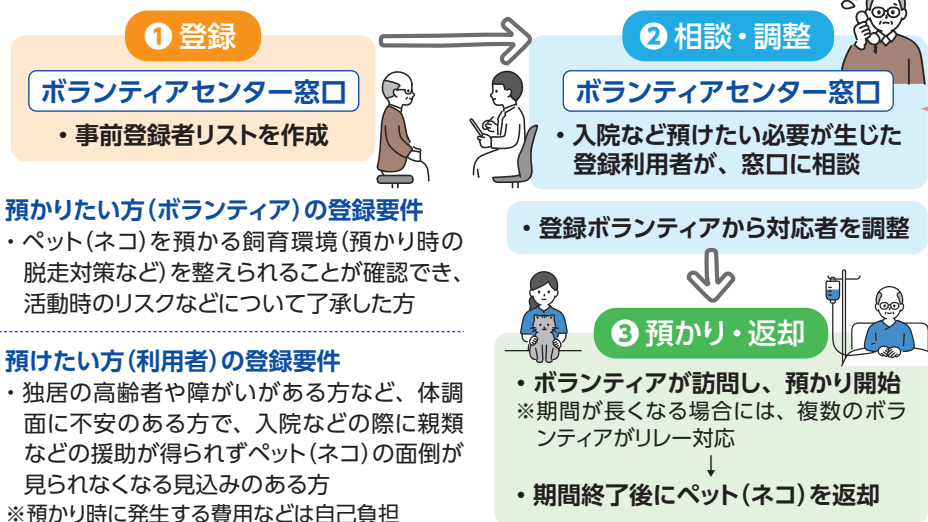 ❶ 登録
ボランティアセンター窓口
・事前登録者リストを作成
預かりたい方(ボランティア)の登録要件
・ペット(ネコ)を預かる飼育環境(預かり時の
脱走対策など)を整えられることが確認でき、
活動時のリスクなどについて了承した方
預けたい方(利用者)の登録要件
・独居の高齢者や障がいがある方など、体調
面に不安のある方で、入院などの際に親類
などの援助が得られずペット(ネコ)の面倒が
見られなくなる見込みのある方
※預かり時に発生する費用などは自己負担
❷ 相談・調整
ボランティアセンター窓口
・入院など預けたい必要が生じた
登録利用者が、窓口に相談
・登録ボランティアから対応者を調整
❸ 預かり・返却
・ボランティアが訪問し、預かり開始
※期間が長くなる場合には、複数のボラ
ンティアがリレー対応
↓
・期間終了後にペット(ネコ)を返却